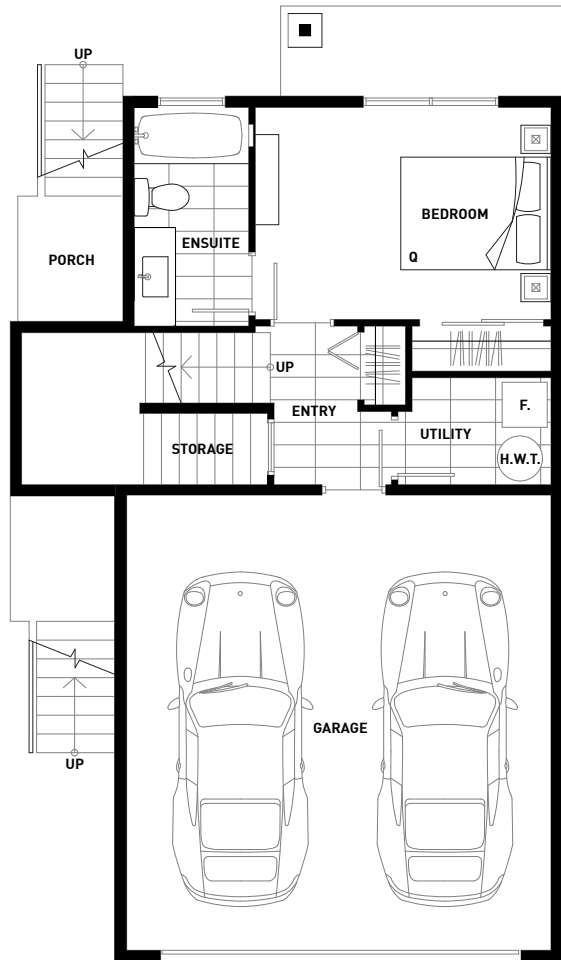 UP
BEDROOM
ENSUITE
Q
PORCH
UP
ENTRY
F.
UTILITY
STORAGE
H.W.T.
GARAGE
UP